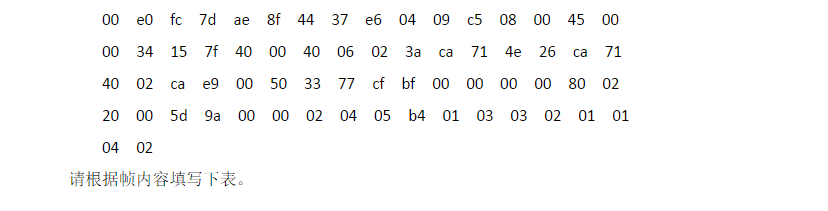 00 e0 fc 7d ae 8f 44 37 e6 04 09 c5 08 00 45 00
00 34 15 7f 40 00 40 06 02 3a ca 71 4e 26 ca 71
40 02 ca e9 00 50 33 77 cf bf 00 00 00 00 80 02
20 00 5d 9a 00 00 02 04 05 b4 01 03 03 02 01 01
04 02
请根据帧内容填写下表。